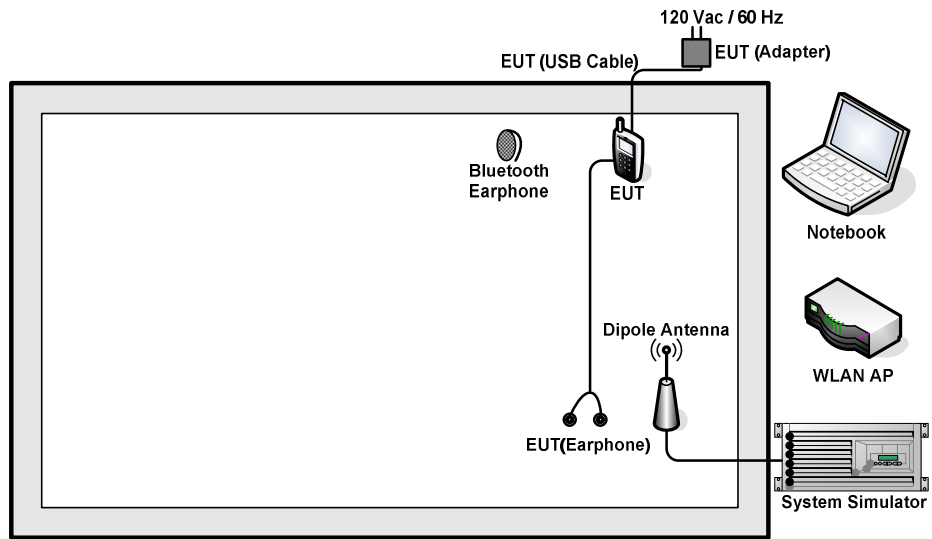 120 Vac / 60 Hz
EUT (Adapter)
EUT (USB Cable)
Bluetooth
Earphone
EUT
Notebook
Dipole Antenna
WLAN AP
EUT(Earphone)
System Simulator